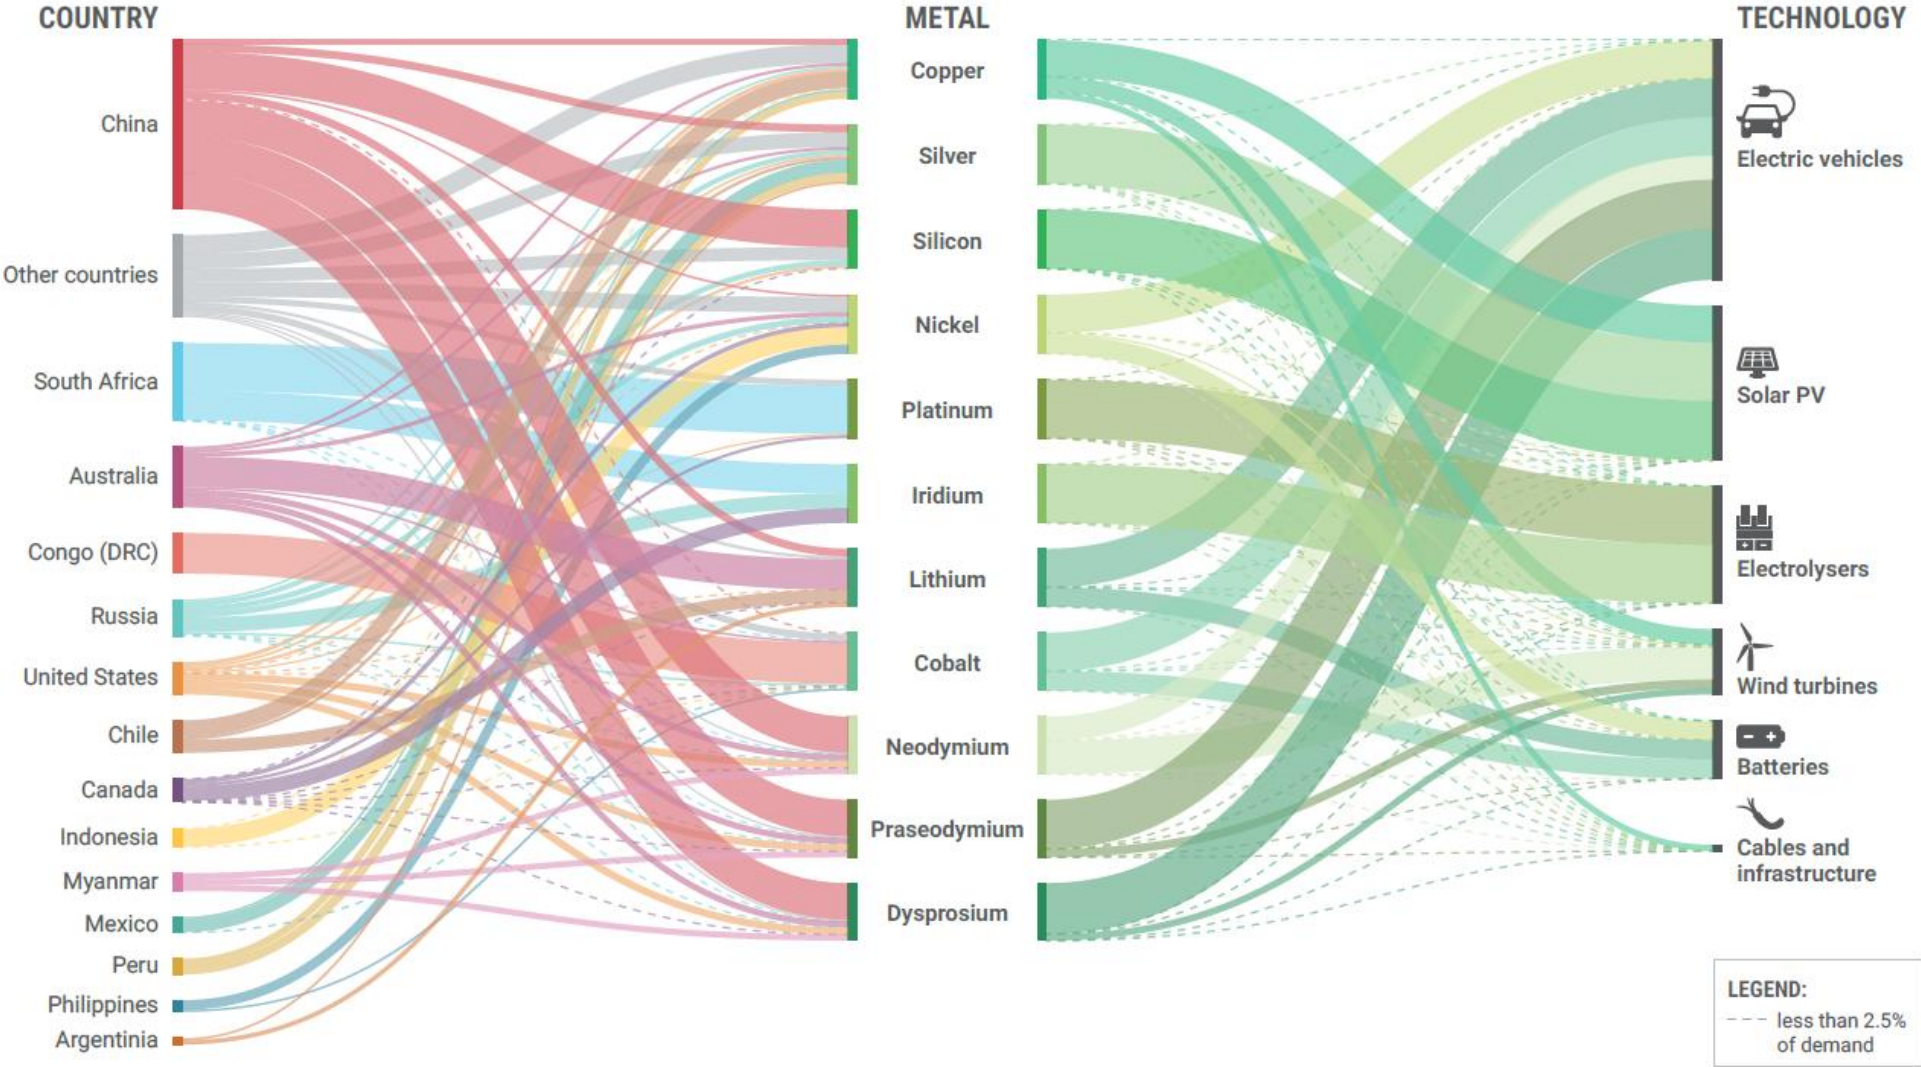 COUNTRY
METAL
TECHNOLOGY
China
Other countries
South Africa
Australia
Congo (DRC)
Russia
United States
Chile
Canada
Indonesia
Myanmar
Mexico
Peru
Philippines
Argentinia
Copper
Silver
Silicon
Nickel
Platinum
Iridium
Lithium
Cobalt
Neodymium
Praseodymium
Dysprosium
Electric vehicles
Solar PV
Electrolysers
Wind turbines
Batteries
Cables and
infrastructure
LEGEND:
less than 2.5%
of demand